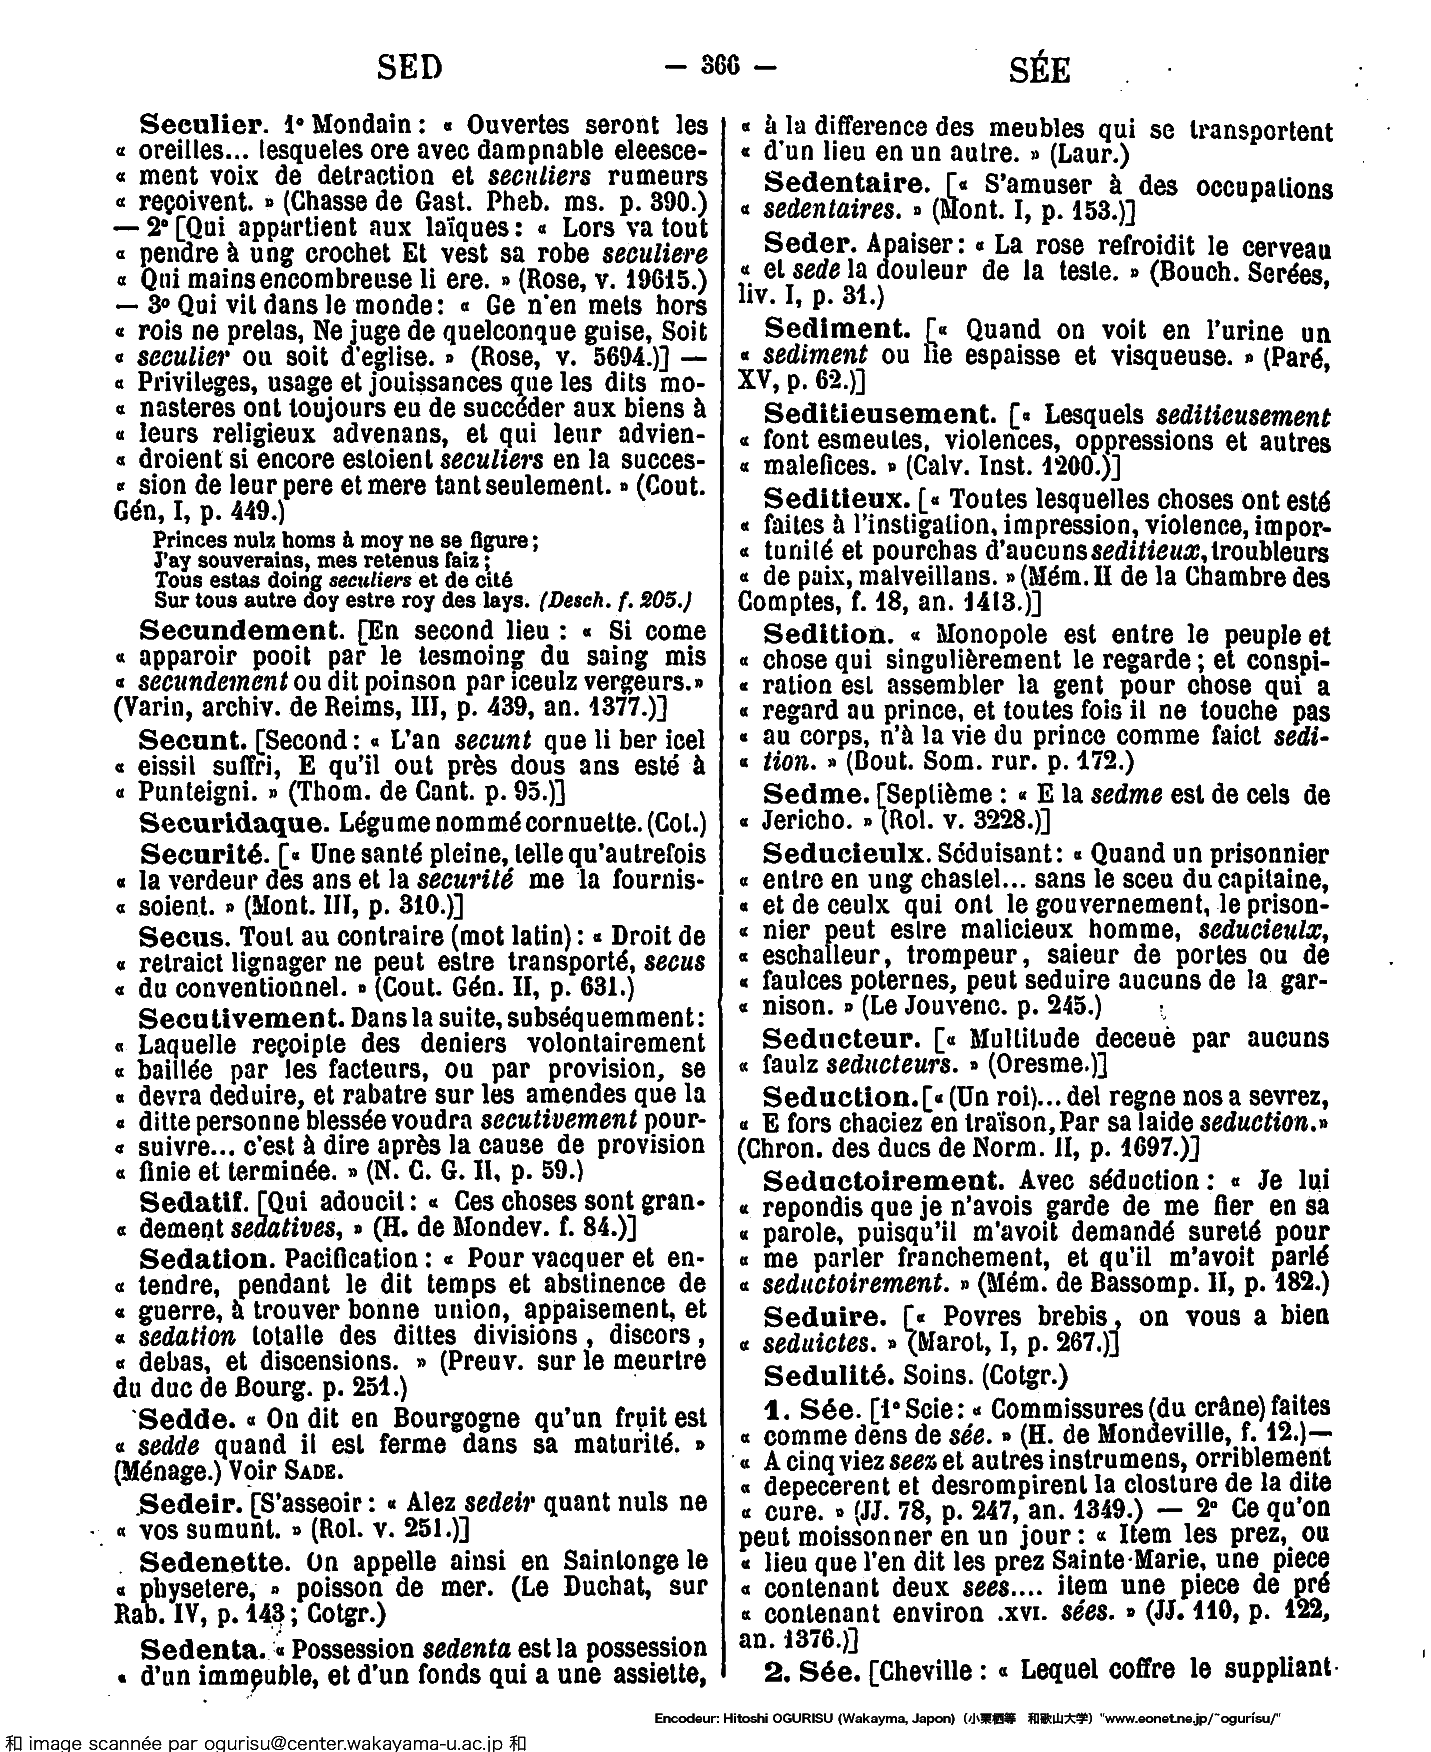 SED
— 366 —
SÉE
Seculier. 1° Mondain : « Ouvertes seront les
« oreilles... lesqueles ore avec dampnable eleesce-
« ment voix de detraction et seculiers rumeurs
« reçoivent. » (Chasse de Gast. Pheb. ms. p. 390.)
— 2° [Qui appartient aux laïques : « Lors va tout
« pendre à ung crochet Et vest sa robe seculiere
« Qui mains encombreuse li ere. » (Rose, v. 19615.)
— 3° Qui vit dans le monde : « Ge n'en mets hors
« rois ne prelas, Ne juge de quelconque guise, Soit
« seculier ou soit d'eglise. » (Rose, v. 5694.)] —
« Privileges, usage et jouissances que les dits mo-
« nasteres ont toujours eu de succéder aux biens à
« leurs religieux advenans, et qui leur advien-
« droient si encore estoient seculiers en la succes-
« sion de leur pere et mere tant seulement. » (Cout.
Gén, I, p. 449.)
Princes nulz homs à moy ne se figure ;
J'ay souverains, mes retenus faiz ;
Tous estas doing seculiers et de cité
Sur tous autre doy estre roy des lays. (Desch. f. 205.)
Secundement. [En second lieu : « Si come
« apparoir pooit par le tesmoing du saing mis
« secundement ou dit poinson par iceulz vergeurs.»
(Varin, archiv. de Reims, III, p. 439, an. 1377.)]
Secunt. [Second : « L'an secunt que li ber icel
« eissil suffri, E qu'il out près dous ans esté à
« Punteigni. » (Thom. de Cant. p. 95.)]
Securidaque. Légume nommé cornuette. (Cot.)
Securité. [« Une santé pleine, telle qu'autrefois
« la verdeur des ans et la securité me la fournis-
« soient. » (Mont. III, p. 310.)]
Secus. Tout au contraire (mot latin) : « Droit de
« retraict lignager ne peut estre transporté, secus
« du conventionnel. » (Cout. Gén. II, p. 631.)
Secutivement. Dans la suite, subséquemment :
« Laquelle reçoipte des deniers volontairement
« baillée par les facteurs, ou par provision, se
« devra deduire, et rabatre sur les amendes que la
« ditte personne blessée voudra secutivement pour-
« suivre... c'est à dire après la cause de provision
« finie et terminée. » (N. C. G. II, p. 59.)
Sedatif. [Qui adoucit : « Ces choses sont gran-
« dement sedatives, » (H. de Mondev. f. 84.)]
Sedation. Pacification : « Pour vacquer et en-
« tendre, pendant le dit temps et abstinence de
« guerre, à trouver bonne union, appaisement, et
« sedation totalle des dittes divisions , discors ,
« debas, et discensions. » (Preuv. sur le meurtre
du duc de Bourg. p. 251.)
Sedde. « On dit en Bourgogne qu'un fruit est
« sedde quand il est ferme dans sa maturité. »
(Ménage.) Voir SADE.
Sedeir. [S'asseoir : « Alez sedeir quant nuls ne
« vos sumunt. » (Rol. v. 251.)]
Sedenette. On appelle ainsi en Saintonge le
« physetere, » poisson de mer. (Le Duchat, sur
Rab. IV, p. 143 ; Cotgr.)
Sedenta. « Possession sedenta est la possession
« d'un immeuble, et d'un fonds qui a une assiette,
« à la difference des meubles qui se transportent
« d'un lieu en un autre. » (Laur.)
Sedentaire. [« S'amuser à des occupations
« sedentaires. » (Mont. I, p. 153.)]
Seder. Apaiser : « La rose refroidit le cerveau
« et sede la douleur de la teste. » (Bouch. Serées,
liv. I, p. 31.)
Sediment. [« Quand on voit en l'urine un
« sediment ou lie espaisse et visqueuse. » (Paré,
XV, p. 62.)]
Seditieusement. [« Lesquels seditieusement
« font esmeutes, violences, oppressions et autres
« malefices. » (Calv. Inst. 1200.)]
Seditieux. [« Toutes lesquelles choses ont esté
« faites à l'instigation, impression, violence, impor-
« tunité et pourchas d'aucuns seditieux, troubleurs
« de paix, malveillans. » (Mém. II de la Chambre des
Comptes, f. 18, an. 1413.)]
Sedition. « Monopole est entre le peuple et
« chose qui singulièrement le regarde ; et conspi-
« ration est assembler la gent pour chose qui a
« regard au prince, et toutes fois il ne touche pas
« au corps, n'à la vie du prince comme faict sedi-
« tion. » (Bout. Som. rur. p. 172.)
Sedme. [Septième : « E la sedme est de cels de
« Jericho. » (Rol. v. 3228.)]
Seducieulx. Séduisant : « Quand un prisonnier
« entre en ung chastel... sans le sceu du capitaine,
« et de ceulx qui ont le gouvernement, le prison-
« nier peut estre malicieux homme, seducieulx,
« eschalleur, trompeur, saieur de portes ou de
« faulces poternes, peut seduire aucuns de la gar-
« nison. » (Le Jouvenc. p. 245.)
Seducteur. [« Multitude deceue par aucuns
« faulz seducteurs. » (Oresme.)]
Seduction. [« (Un roi)... del regne nos a sevrez,
« E fors chaciez en traïson, Par sa laide seduction.»
(Chron. des ducs de Norm. II, p. 1697.)]
Seductoirement. Avec séduction : « Je lui
« repondis que je n'avois garde de me fier en sa
« parole, puisqu'il m'avoit demandé sureté pour
« me parler franchement, et qu'il m'avoit parlé
« seductoirement. » (Mém. de Bassomp. II, p. 182.)
Seduire. [« Povres brebis, on vous a bien
« seduictes. » (Marot, I, p. 267.)]
Sedulité. Soins. (Cotgr.)
1. Sée. [1° Scie : « Commissures (du crâne) faites
« comme dens de sée. » (H. de Mondeville, f. 12.)—
« A cinq viez seez et autres instrumens, orriblement
« depecerent et desrompirent la closture de la dite
« cure. » (JJ. 78, p. 247, an. 1349.) — 2° Ce qu'on
peut moissonner en un jour : « Item les prez, ou
« lieu que l'en dit les prez Sainte-Marie, une piece
« contenant deux sees.... item une piece de pré
« contenant environ .XVI. sées. » (JJ. 110, p. 122,
an. 1376.)]
2. Sée. [Cheville : « Lequel coffre le suppliant
Encodeur: Hitoshi OGURISU (Wakayma, Japon) (小栗栖等 和歌山大学) "www.eonet.ne.jp/~ogurisu/"
和 image scannée par ogurisu@center.wakayama-u.ac.jp 和